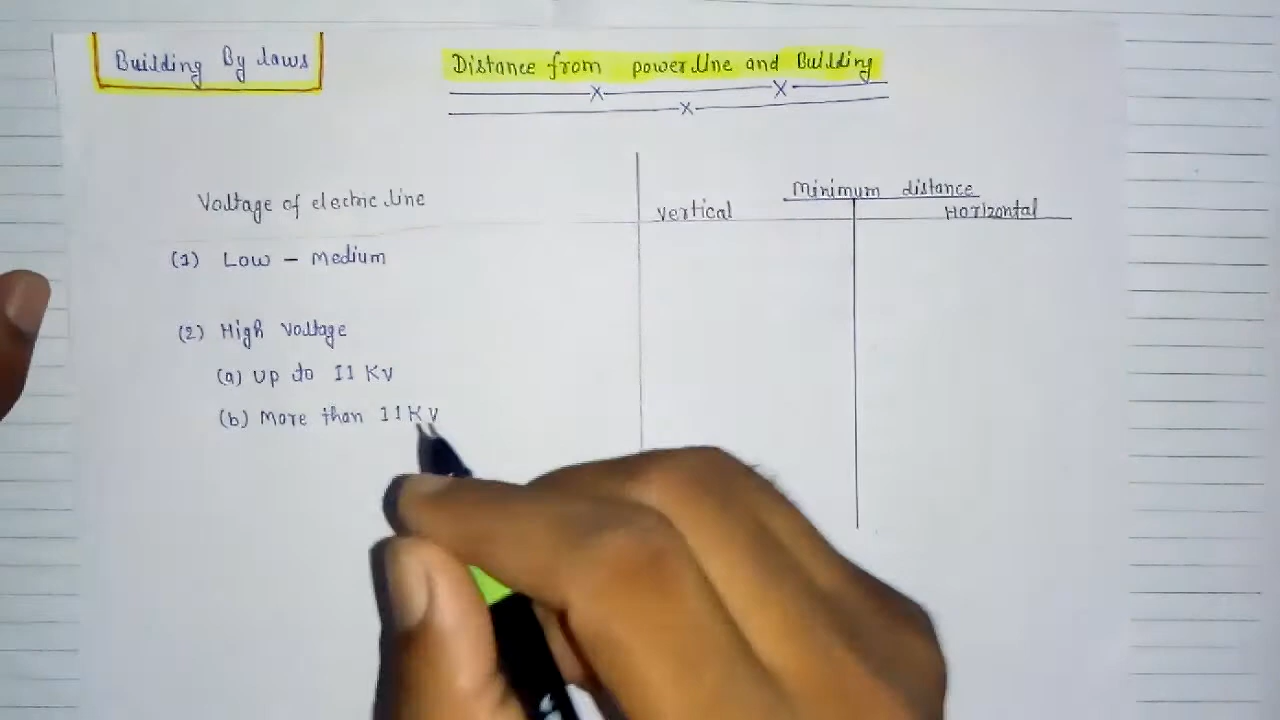 Building By Laws
Distance from power line and Building
Voltage of electric line
Minimum distance
Vertical
Horizontal
(1) Low - Medium
(2) High Voltage
(a) Up to 11 Kv
(b) More than 11 KV